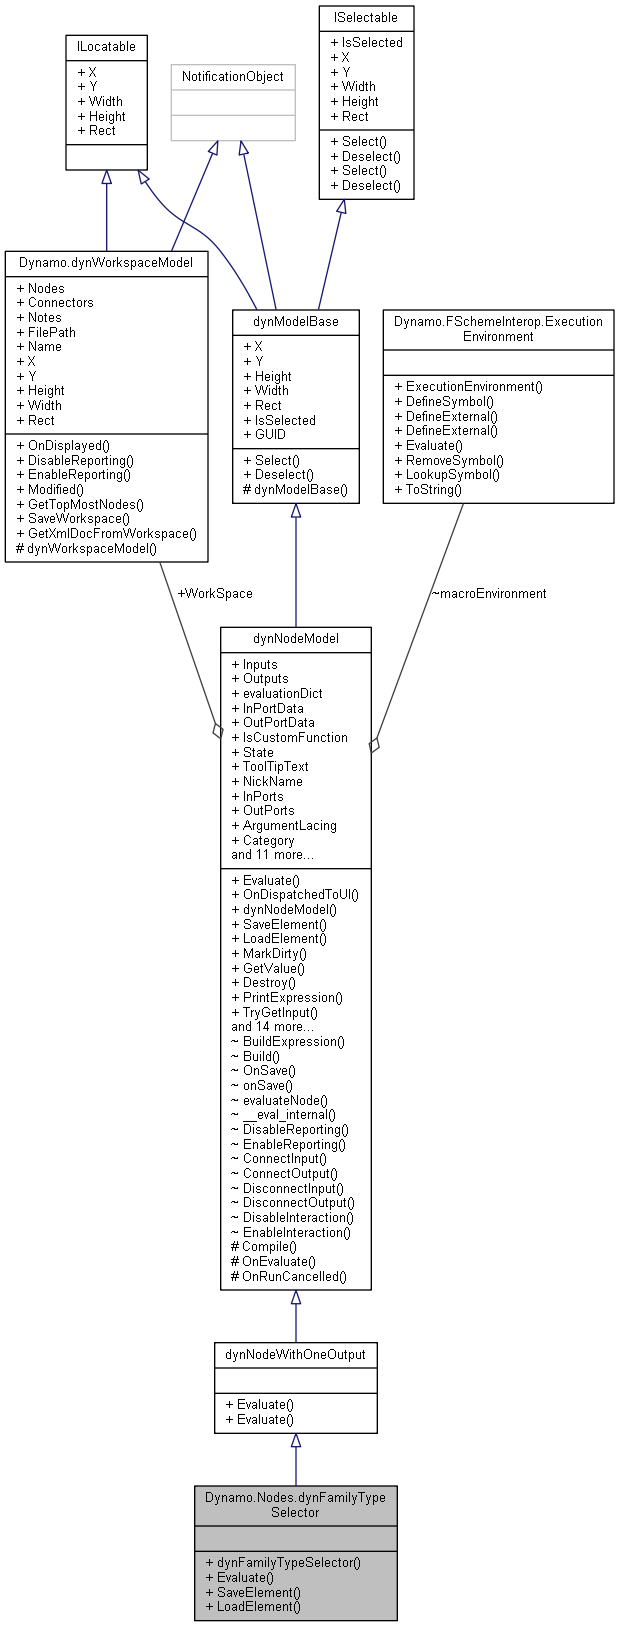 ISelectable
+ IsSelected
+ X
+ Y
+ Width
+ Height
+ Rect
+ Select()
+ Deselect()
+ Select()
+ Deselect()
ILocatable
+ X
+ Y
+ Width
+ Height
+ Rect
NotificationObject
Dynamo.dynWorkspaceModel
+ Nodes
+ Connectors
+ Notes
+ FilePath
+ Name
+ X
+ Y
+ Height
+ Width
+ Rect
+ OnDisplayed()
+ DisableReporting()
+ EnableReporting()
+ Modified()
+ GetTopMostNodes()
+ SaveWorkspace()
+ GetXmlDocFromWorkspace()
# dynWorkspaceModel()
dynModelBase
+ X
+ Y
+ Height
+ Width
+ Rect
+ IsSelected
+ GUID
+ Select()
+ Deselect()
# dynModelBase()
Dynamo.FSchemeInterop.Execution
Environment
+ ExecutionEnvironment()
+ DefineSymbol()
+ DefineExternal()
+ DefineExternal()
+ Evaluate()
+ RemoveSymbol()
+ LookupSymbol()
+ ToString()
+WorkSpace
~macroEnvironment
dynNodeModel
+ Inputs
+ Outputs
+ evaluationDict
+ InPortData
+ OutPortData
+ IsCustomFunction
+ State
+ ToolTipText
+ NickName
+ InPorts
+ OutPorts
+ ArgumentLacing
+ Category
and 11 more...
+ Evaluate()
+ OnDispatchedToUI()
+ dynNodeModel()
+ SaveElement()
+ LoadElement()
+ MarkDirty()
+ GetValue()
+ Destroy()
+ PrintExpression()
+ TryGetInput()
and 14 more...
~ BuildExpression()
~ Build()
~ OnSave()
~ onSave()
~ evaluateNode()
~ __eval_internal()
~ DisableReporting()
~ EnableReporting()
~ ConnectInput()
~ ConnectOutput()
~ DisconnectInput()
~ DisconnectOutput()
~ DisableInteraction()
~ EnableInteraction()
# Compile()
# OnEvaluate()
# OnRunCancelled()
dynNodeWithOneOutput
+ Evaluate()
+ Evaluate()
Dynamo.Nodes.dynFamilyType
Selector
+ dynFamilyTypeSelector()
+ Evaluate()
+ SaveElement()
+ LoadElement()